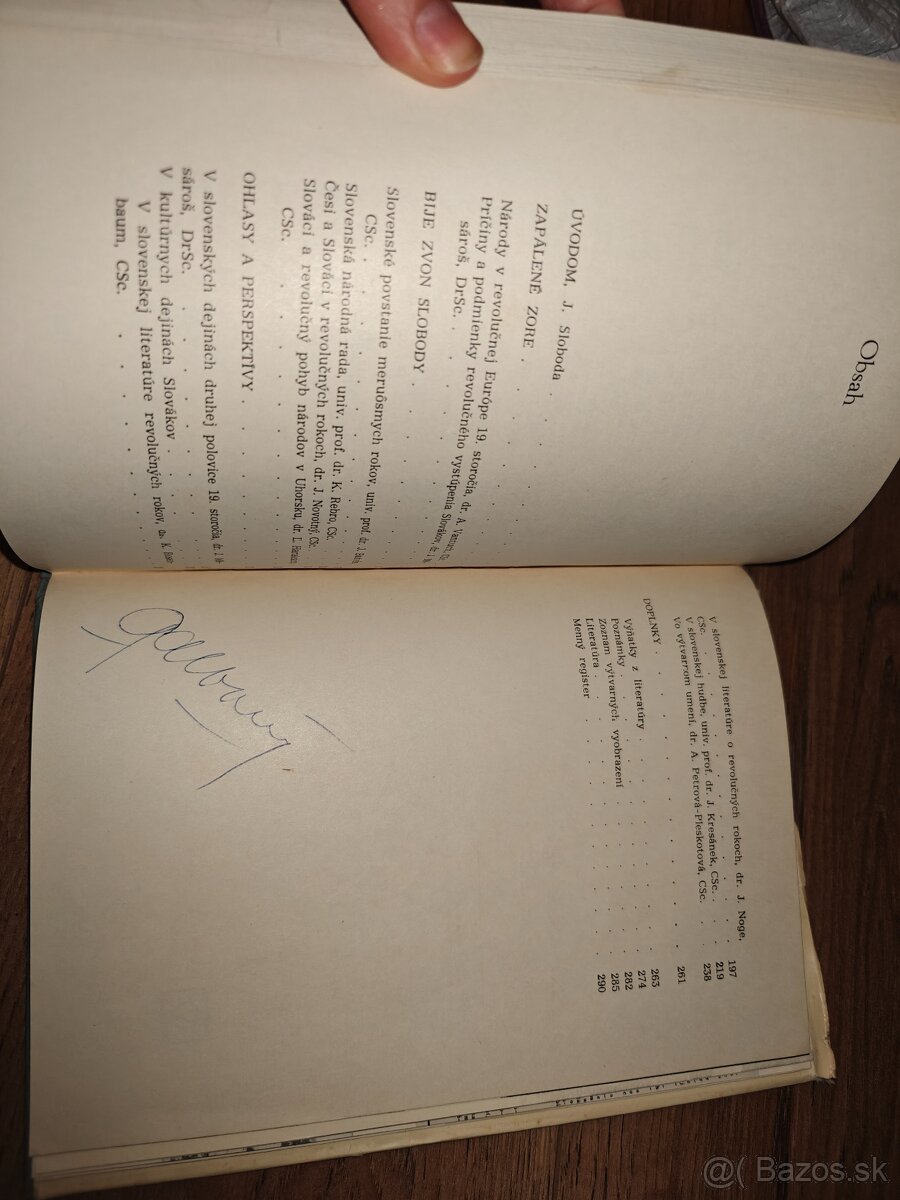 Obsah
ÚVODOM, J. Sloboda . . . . .
ZAPÁLENÉ ZORE . . . . . .
Národy v revolučnej Európe 19. storočia, dr. A.
Príčiny a podmienky revolučného vystúpenia Slovákov, dr. J.
sároš, DrSc. . . . . . .
BIJE ZVON SLOBODY . . . . . .
Slovenské povstanie meruôsmych rokov, univ. prof. dr. J.
CSc. . . . . . .
Slovenská národná rada, univ. prof. dr. K. Rebro, CSc.
Česi a Slováci v revolučných rokoch, dr. J. Novotný, CSc.
Slováci a revolučný pohyb národov v Uhorsku, dr. L.
CSc. . . . . . .
OHLASY A PERSPEKTÍVY . . . . .
V slovenských dejinách druhej polovice 19. storočia, dr. J.
sároš, DrSc. . . . . . .
V kultúrnych dejinách Slovákov . . . . .
V slovenskej literatúre revolučných rokov, K.
baum, CSc. . . . . . .
V slovenskej literatúre o revolučných rokoch, dr. J. Noge,
CSc. . . . . . . . 197
V slovenskej hudbe, univ. prof. dr. J. Kresánek, CSc. . . 219
Vo výtvarnom umení, dr. A. Petrová-Pleskotová, CSc. . . 238
DOPLNKY . . . . . . . . 261
Výňatky z literatúry . . . . . . 263
Poznámky . . . . . . . 274
Zoznam výtvarných vyobrazení . . . . . 282
Literatúra . . . . . . . 285
Menný register . . . . . . 290
@( Bazos.sk